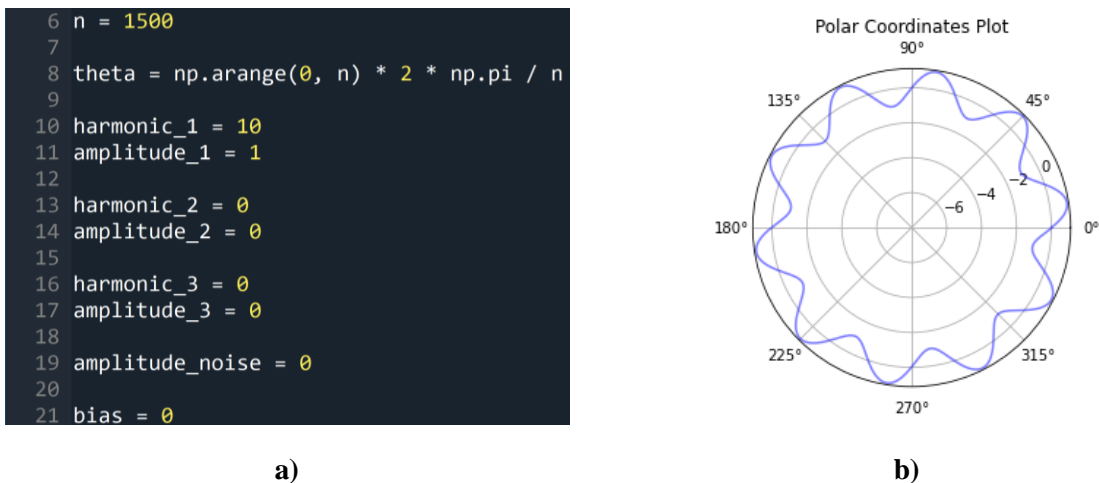 6 n = 1500
7
8 theta = np.arange(0, n) * 2 * np.pi / n
9
10 harmonic_1 = 10
11 amplitude_1 = 1
12
13 harmonic_2 = 0
14 amplitude_2 = 0
15
16 harmonic_3 = 0
17 amplitude_3 = 0
18
19 amplitude_noise = 0
20
21 bias = 0
a)
Polar Coordinates Plot
90°
135°
45°
0
−2
−4
−6
180°
0°
225°
315°
270°
b)